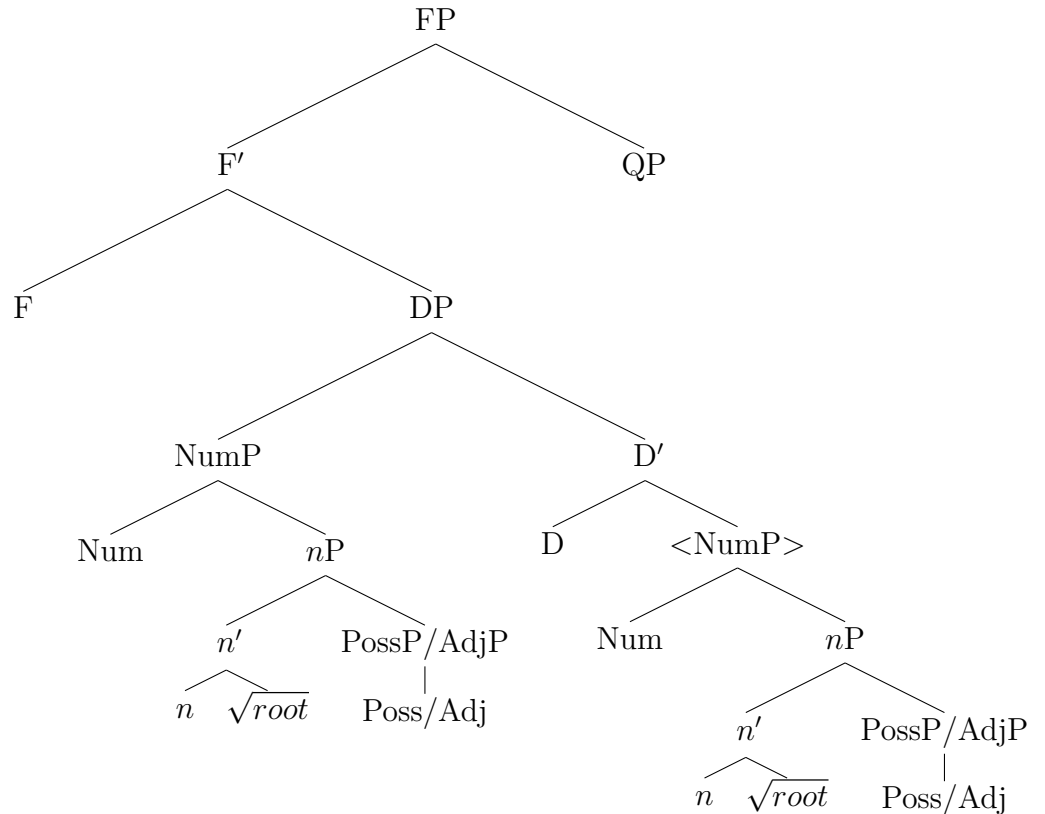 FP
F′ QP
F DP
NumP D′
Num nP D <NumP>
n′ PossP/AdjP Num nP
n √root Poss/Adj n′ PossP/AdjP
n √root Poss/Adj